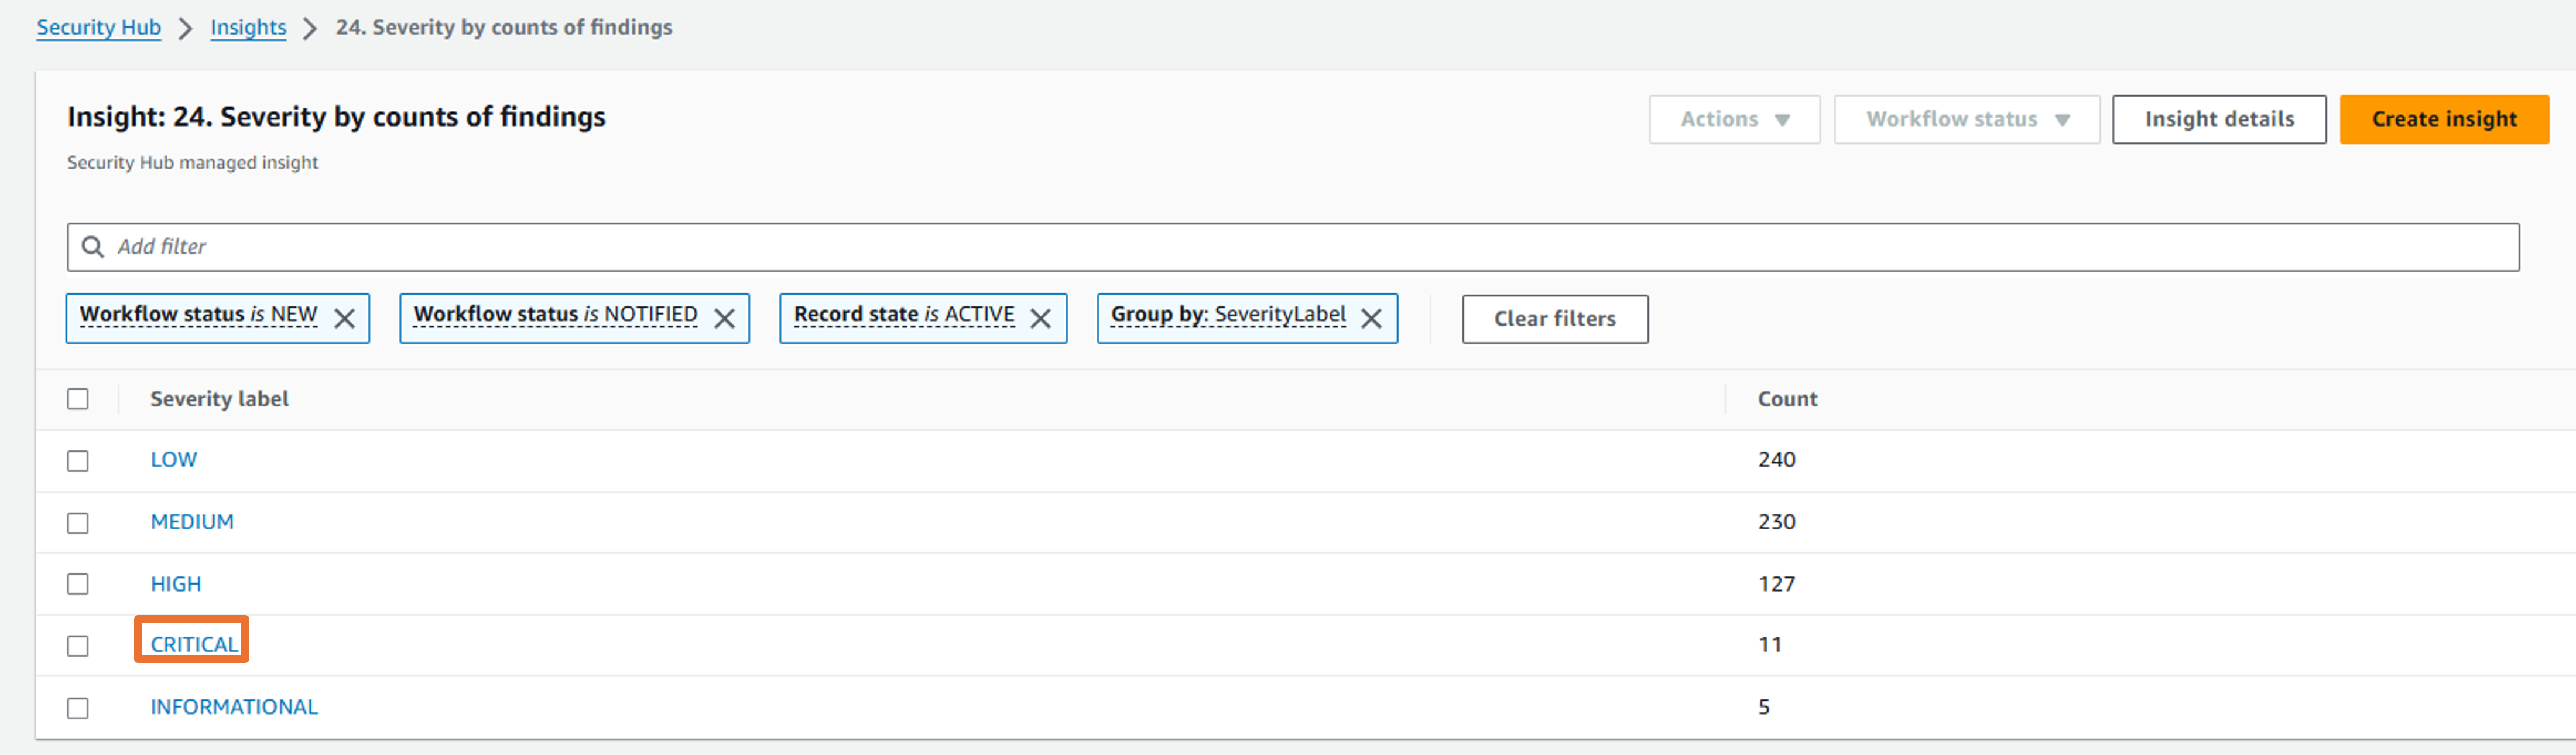 Security Hub > Insights > 24. Severity by counts of findings
Insight: 24. Severity by counts of findings
Actions ▼ Workflow status ▼ Insight details Create insight
Security Hub managed insight
Add filter
Workflow status is NEW Workflow status is NOTIFIED Record state is ACTIVE Group by: SeverityLabel Clear filters
Severity label Count
LOW 240
MEDIUM 230
HIGH 127
CRITICAL 11
INFORMATIONAL 5